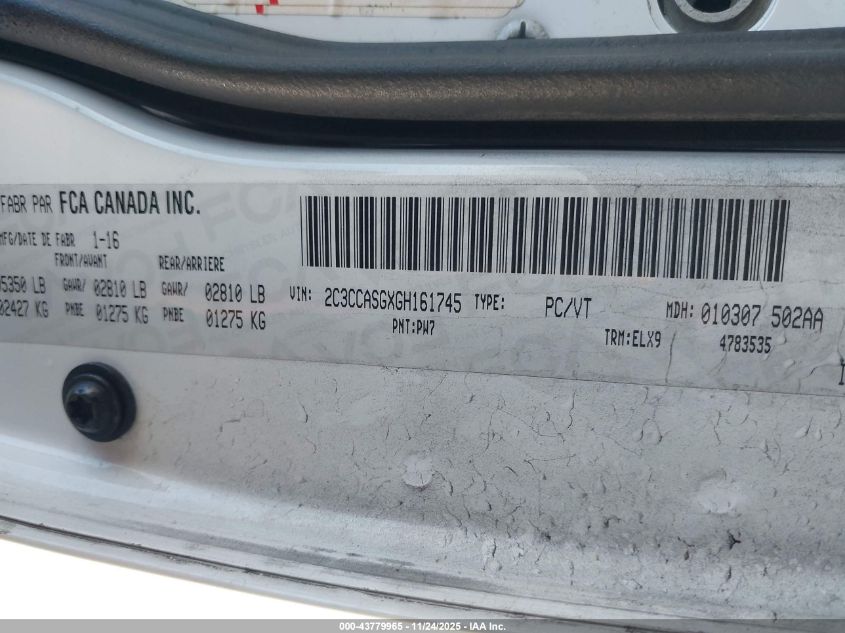 FABR PAR FCA CANADA INC.
MFG/DATE DE FABR 1-16
FRONT/AVANT REAR/ARRIERE
05350 LB GAWR/ 02810 LB GAWR/ 02810 LB
02427 KG PNBE 01275 KG PNBE 01275 KG
VIN: 2C3CCASGXGH161745 TYPE: PC/VT MDH: 010307 502AA
PNT:PW7 TRM:ELX9 4783535
000-43779965 - 11/24/2025 - IAA Inc.